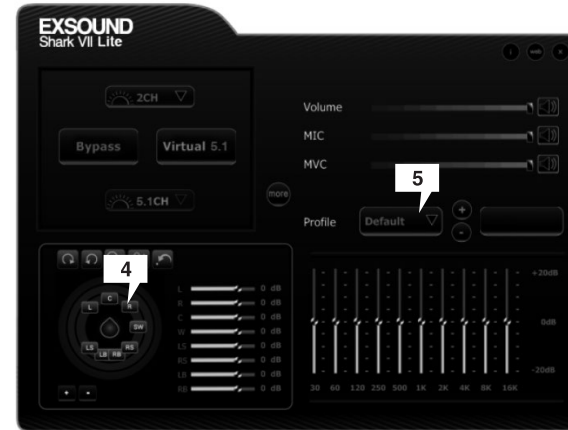 EXSOUND
Shark VII Lite
2CH
Bypass
Virtual 5.1
5.1CH
more
Volume
MIC
MVC
5
Profile
Default
+
-
4
C
L
R
SW
LS
RS
LB
RB
+
-
L 0 dB
R 0 dB
C 0 dB
W 0 dB
LS 0 dB
RS 0 dB
LB 0 dB
RB 0 dB
+20dB
0dB
-20dB
30 60 120 250 500 1K 2K 4K 8K 16K